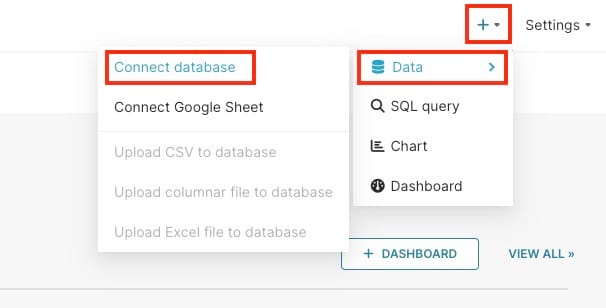 + Settings
Connect database
Connect Google Sheet
Upload CSV to database
Upload columnar file to database
Upload Excel file to database
Data
SQL query
Chart
Dashboard
+ DASHBOARD
VIEW ALL »